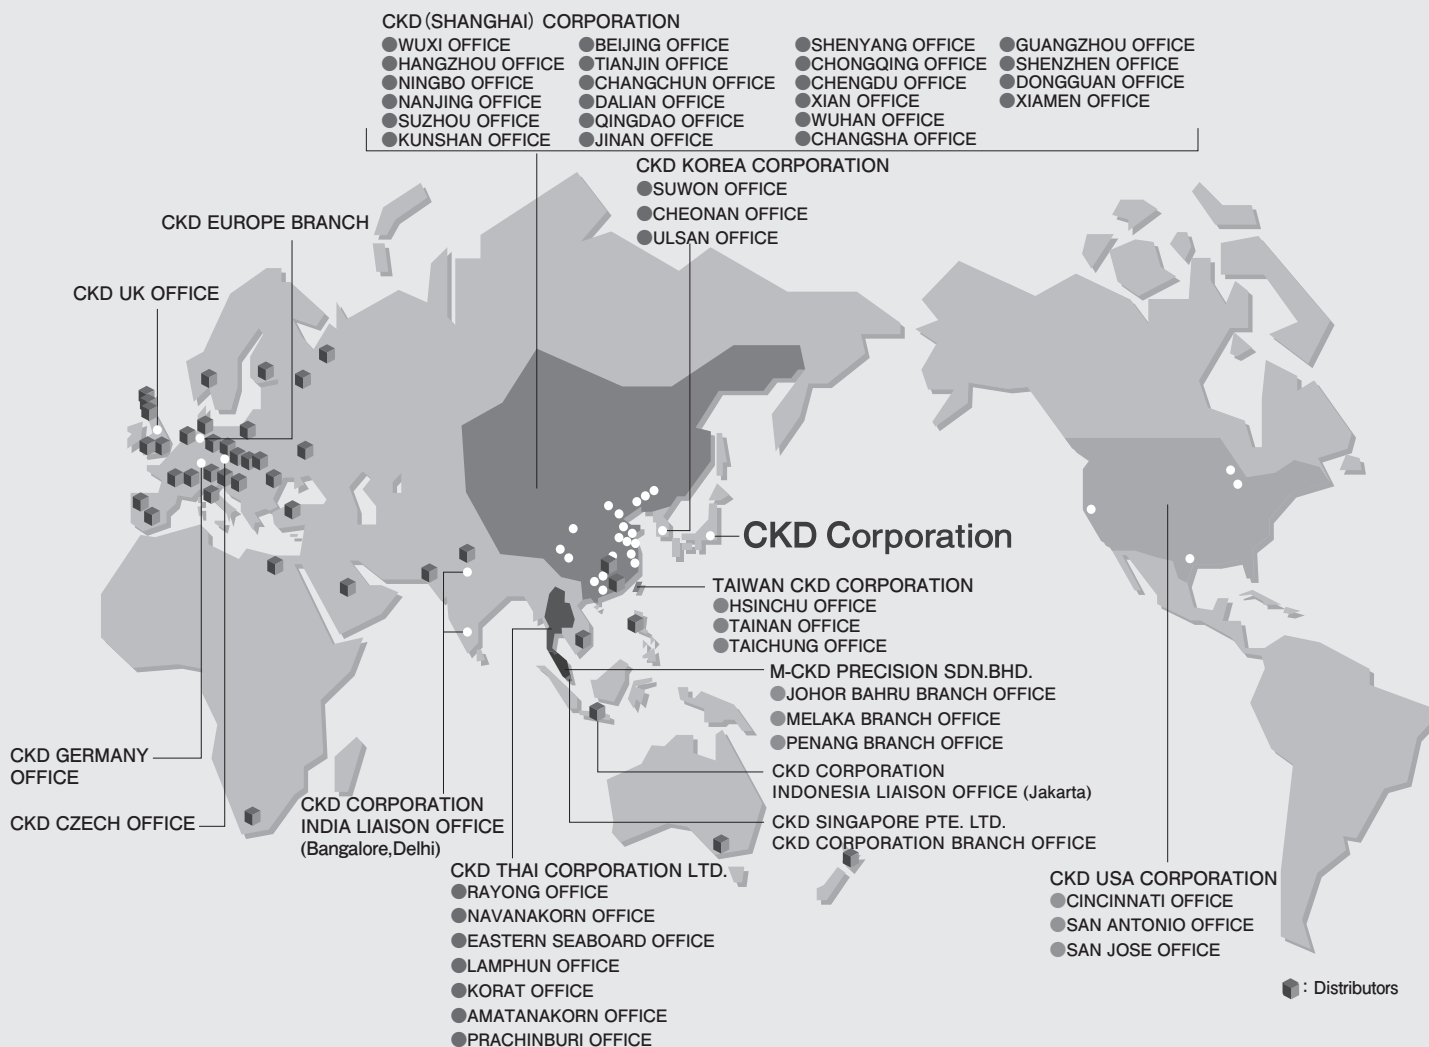 CKD(SHANGHAI) CORPORATION
●WUXI OFFICE
●HANGZHOU OFFICE
●NINGBO OFFICE
●NANJING OFFICE
●SUZHOU OFFICE
●KUNSHAN OFFICE
●BEIJING OFFICE
●TIANJIN OFFICE
●CHANGCHUN OFFICE
●DALIAN OFFICE
●QINGDAO OFFICE
●JINAN OFFICE
●SHENYANG OFFICE
●CHONGQING OFFICE
●CHENGDU OFFICE
●XIAN OFFICE
●WUHAN OFFICE
●CHANGSHA OFFICE
●GUANGZHOU OFFICE
●SHENZHEN OFFICE
●DONGGUAN OFFICE
●XIAMEN OFFICE
CKD KOREA CORPORATION
●SUWON OFFICE
●CHEONAN OFFICE
●ULSAN OFFICE
CKD EUROPE BRANCH
CKD UK OFFICE
CKD Corporation
TAIWAN CKD CORPORATION
●HSINCHU OFFICE
●TAINAN OFFICE
●TAICHUNG OFFICE
M-CKD PRECISION SDN.BHD.
●JOHOR BAHRU BRANCH OFFICE
●MELAKA BRANCH OFFICE
●PENANG BRANCH OFFICE
CKD GERMANY
OFFICE
CKD CZECH OFFICE
CKD CORPORATION
INDIA LIAISON OFFICE
(Bangalore,Delhi)
CKD CORPORATION
INDONESIA LIAISON OFFICE (Jakarta)
CKD SINGAPORE PTE. LTD.
CKD CORPORATION BRANCH OFFICE
CKD THAI CORPORATION LTD.
●RAYONG OFFICE
●NAVANAKORN OFFICE
●EASTERN SEABOARD OFFICE
●LAMPHUN OFFICE
●KORAT OFFICE
●AMATANAKORN OFFICE
●PRACHINBURI OFFICE
CKD USA CORPORATION
●CINCINNATI OFFICE
●SAN ANTONIO OFFICE
●SAN JOSE OFFICE
: Distributors